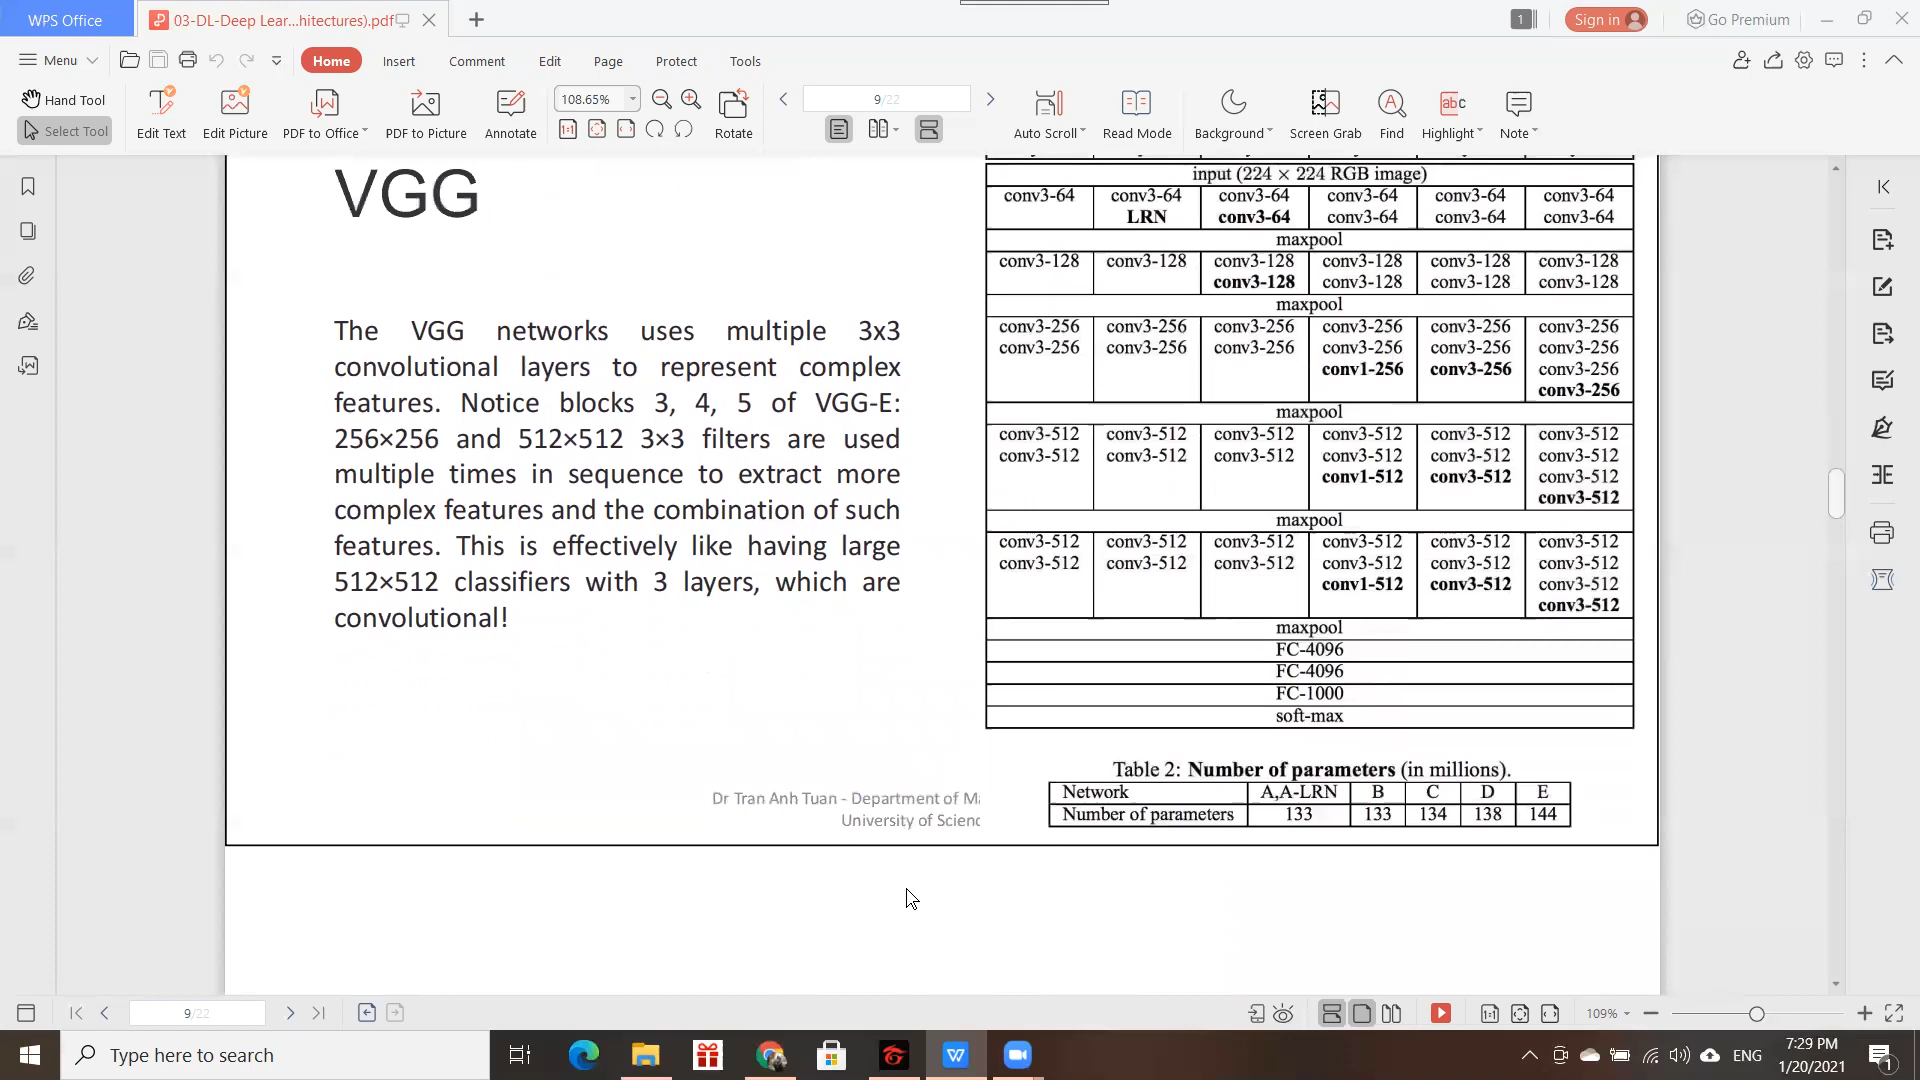 WPS Office
03-DL-Deep Lear...hitectures).pdf
1
Sign in
Go Premium
Menu
Home
Insert
Comment
Edit
Page
Protect
Tools
Hand Tool
Select Tool
Edit Text
Edit Picture
PDF to Office
PDF to Picture
Annotate
108.65%
1:1
Rotate
9/22
Auto Scroll
Read Mode
Background
Screen Grab
Find
abc
Highlight
Note
VGG
The VGG networks uses multiple 3x3
convolutional layers to represent complex
features. Notice blocks 3, 4, 5 of VGG-E:
256×256 and 512×512 3×3 filters are used
multiple times in sequence to extract more
complex features and the combination of such
features. This is effectively like having large
512×512 classifiers with 3 layers, which are
convolutional!
input (224 × 224 RGB image)
conv3-64 conv3-64 conv3-64 conv3-64 conv3-64 conv3-64
LRN conv3-64 conv3-64 conv3-64 conv3-64
maxpool
conv3-128 conv3-128 conv3-128 conv3-128 conv3-128 conv3-128
conv3-128 conv3-128 conv3-128 conv3-128
maxpool
conv3-256 conv3-256 conv3-256 conv3-256 conv3-256 conv3-256
conv3-256 conv3-256 conv3-256 conv3-256 conv3-256 conv3-256
conv1-256 conv3-256 conv3-256
conv3-256
maxpool
conv3-512 conv3-512 conv3-512 conv3-512 conv3-512 conv3-512
conv3-512 conv3-512 conv3-512 conv3-512 conv3-512 conv3-512
conv1-512 conv3-512 conv3-512
conv3-512
maxpool
conv3-512 conv3-512 conv3-512 conv3-512 conv3-512 conv3-512
conv3-512 conv3-512 conv3-512 conv3-512 conv3-512 conv3-512
conv1-512 conv3-512 conv3-512
conv3-512
maxpool
FC-4096
FC-4096
FC-1000
soft-max
Table 2: Number of parameters (in millions).
Network A,A-LRN B C D E
Number of parameters 133 133 134 138 144
Dr Tran Anh Tuan - Department of
University of
9/22
1:1
109%
Type here to search
ENG
7:29 PM
1/20/2021
1